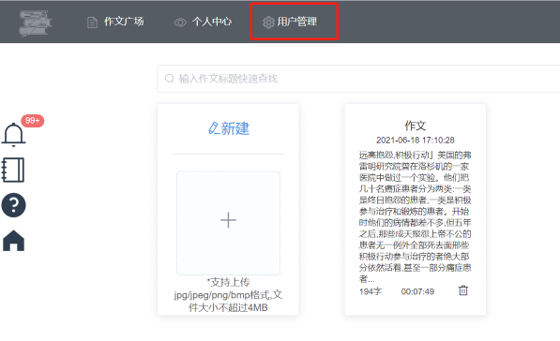 作文广场
个人中心
用户管理
输入作文标题快速查找
99+
新建
*支持上传
jpg/jpeg/png/bmp格式,文
件大小不超过4MB
作文
2021-06-18 17:10:28
远离抱怨,积极行动」美国的弗
雷明研究院曾在洛杉矶的一家
医院中做过一个实验。他们把
几十名癌症患者分为两类:一类
是终日抱怨的患者,一类是积极
参与治疗和锻炼的患者。开始
时他们的病情都差不多,但五年
之后,那些成天抱怨上帝不公的
患者无一例外全部死去面那些
积极行动参与治疗的者绝大部
分依然活着,甚至一部分痛症患
者...
194字
00:07:49